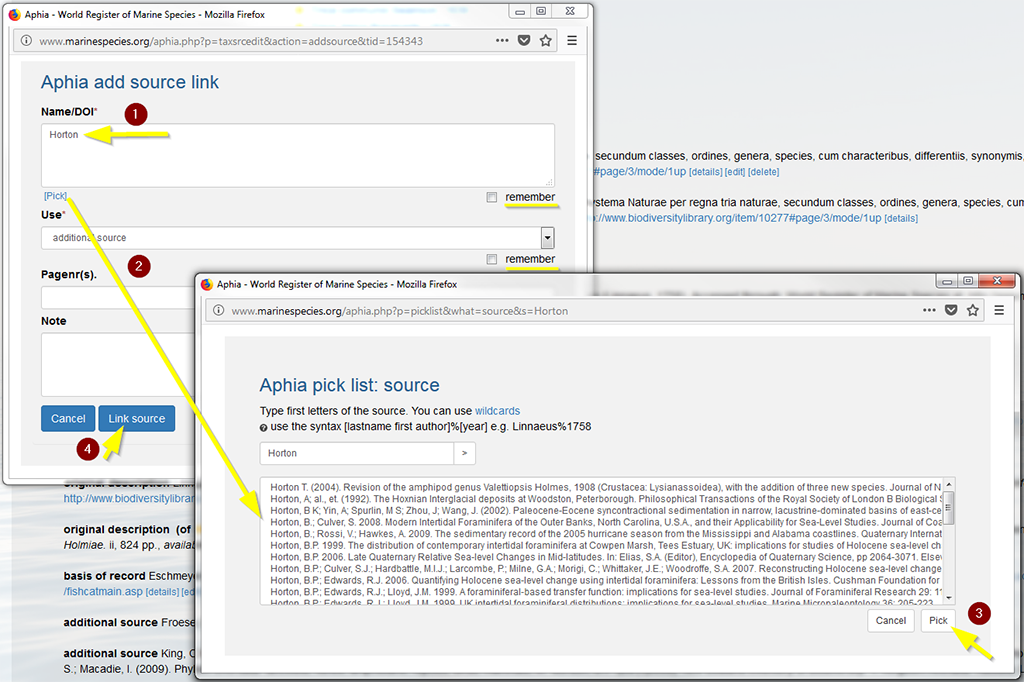 Aphia - World Register of Marine Species - Mozilla Firefox
www.marinespecies.org/aphia.php?p=taxsrcedit&action=addsource&tid=154343
Aphia add source link
Name/DOI*
1
Horton
[Pick]
remember
Use*
additional source
remember
2
Pagenr(s).
Note
Cancel
Link source
4
secundum classes, ordines, genera, species, cum characteribus, differentiis, synonymis,
#page/3/mode/1up [details] [edit] [delete]
stema Naturae per regna tria naturae, secundum classes, ordines, genera, species, cum
://www.biodiversitylibrary.org/item/10277#page/3/mode/1up [details]
original description
http://www.biodiversitylibrar
original description (of
Holmiae. ii, 824 pp., availa
basis of record Eschmeye
/fishcatmain.asp [details] [ed
additional source Froese
additional source King, C
S.; Macadie, I. (2009). Phyl
Aphia - World Register of Marine Species - Mozilla Firefox
www.marinespecies.org/aphia.php?p=picklist&what=source&s=Horton
Aphia pick list: source
Type first letters of the source. You can use wildcards
use the syntax [lastname first author]%[year] e.g. Linnaeus%1758
Horton >
Horton T. (2004). Revision of the amphipod genus Valettiopsis Holmes, 1908 (Crustacea: Lysianassoidea), with the addition of three new species. Journal of N
Horton, A; al., et. (1992). The Hoxnian Interglacial deposits at Woodston, Peterborough. Philosophical Transactions of the Royal Society of London B Biological S
Horton, B K; Yin, A; Spurlin, M S; Zhou, J; Wang, J. (2002). Paleocene-Eocene syncontractional sedimentation in narrow, lacustrine-dominated basins of east-ce
Horton, B.; Culver, S. 2008. Modern Intertidal Foraminifera of the Outer Banks, North Carolina, U.S.A., and their Applicability for Sea-Level Studies. Journal of Coa
Horton, B.; Rossi, V.; Hawkes, A. 2009. The sedimentary record of the 2005 hurricane season from the Mississippi and Alabama coastlines. Quaternary Internat
Horton, B.P. 1999. The distribution of contemporary intertidal foraminifera at Cowpen Marsh, Tees Estuary, UK: implications for studies of Holocene sea-level ch
Horton, B.P. 2006. Late Quaternary Relative Sea-level Changes in Mid-latitudes. In: Elias, S.A. (Editor), Encyclopedia of Quaternary Science, pp 2064-3071. Elsev
Horton, B.P.; Culver, S.J.; Hardbattle, M.I.J.; Larcombe, P.; Milne, G.A.; Morigi, C.; Whittaker, J.E.; Woodroffe, S.A. 2007. Reconstructing Holocene sea-level change
Horton, B.P.; Edwards, R.J. 2006. Quantifying Holocene sea-level change using intertidal foraminifera: Lessons from the British Isles. Cushman Foundation for
Horton, B.P.; Edwards, R.J.; Lloyd, J.M. 1999. A foraminiferal-based transfer function: implications for sea-level studies. Journal of Foraminiferal Research 29: 11
Horton, B.P.; Edwards, R.J.; Lloyd, J.M. 1999. UK intertidal foraminiferal distributions: implications for sea-level studies. Marine Micropaleontology 36: 205-223
Cancel
Pick
3